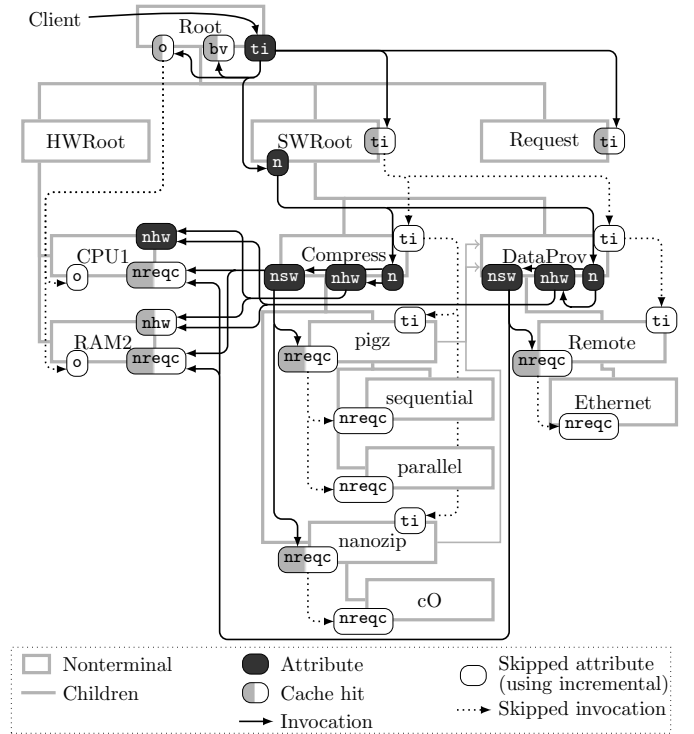 Client
Root
o bv ti
HWRoot
SWRoot ti
Request ti
n
nhw
CPU1
o nreqc
ti
Compress
nsw nhw n
ti
DataProv
nsw nhw n
nhw
RAM2
o nreqc
ti
pigz
nreqc
ti
Remote
nreqc
sequential
nreqc
Ethernet
nreqc
parallel
nreqc
ti
nanozip
nreqc
cO
nreqc
Nonterminal
Children
Attribute
Cache hit
Invocation
Skipped attribute
(using incremental)
Skipped invocation